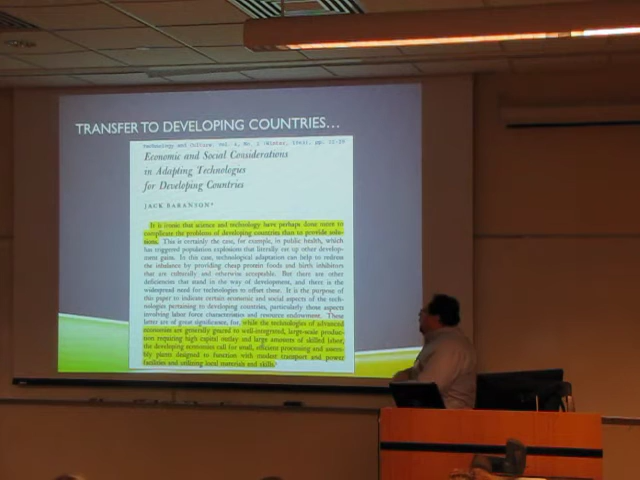 TRANSFER TO DEVELOPING COUNTRIES...
Technology and Culture, Vol. 4, No. 1 (Winter, 1963), pp. 22-29
Economic and Social Considerations
in Adapting Technologies
for Developing Countries
JACK BARANSON*
It is ironic that science and technology have perhaps done more to
complicate the problems of developing countries than to provide solu-
tions. This is certainly the case, for example, in public health, which
has triggered population explosions that literally eat up other develop-
ment gains. In this case, technological adaptation can help to redress
the imbalance by providing cheap protein foods and birth inhibitors
that are culturally and otherwise acceptable. But there are other
deficiencies that stand in the way of development, and there is the
widespread need for technologies to offset these. It is the purpose of
this paper to indicate certain economic and social aspects of the tech-
nologies pertaining to developing countries, particularly those aspects
involving labor force characteristics and resource endowment. These
latter are of great significance, for, while the technologies of advanced
economies are generally geared to well-integrated, large-scale produc-
tion requiring high capital outlay and large amounts of skilled labor,
the developing economies call for small, efficient processing and assem-
bly plants designed to function with modest transport and power
facilities and utilizing local materials and skills.